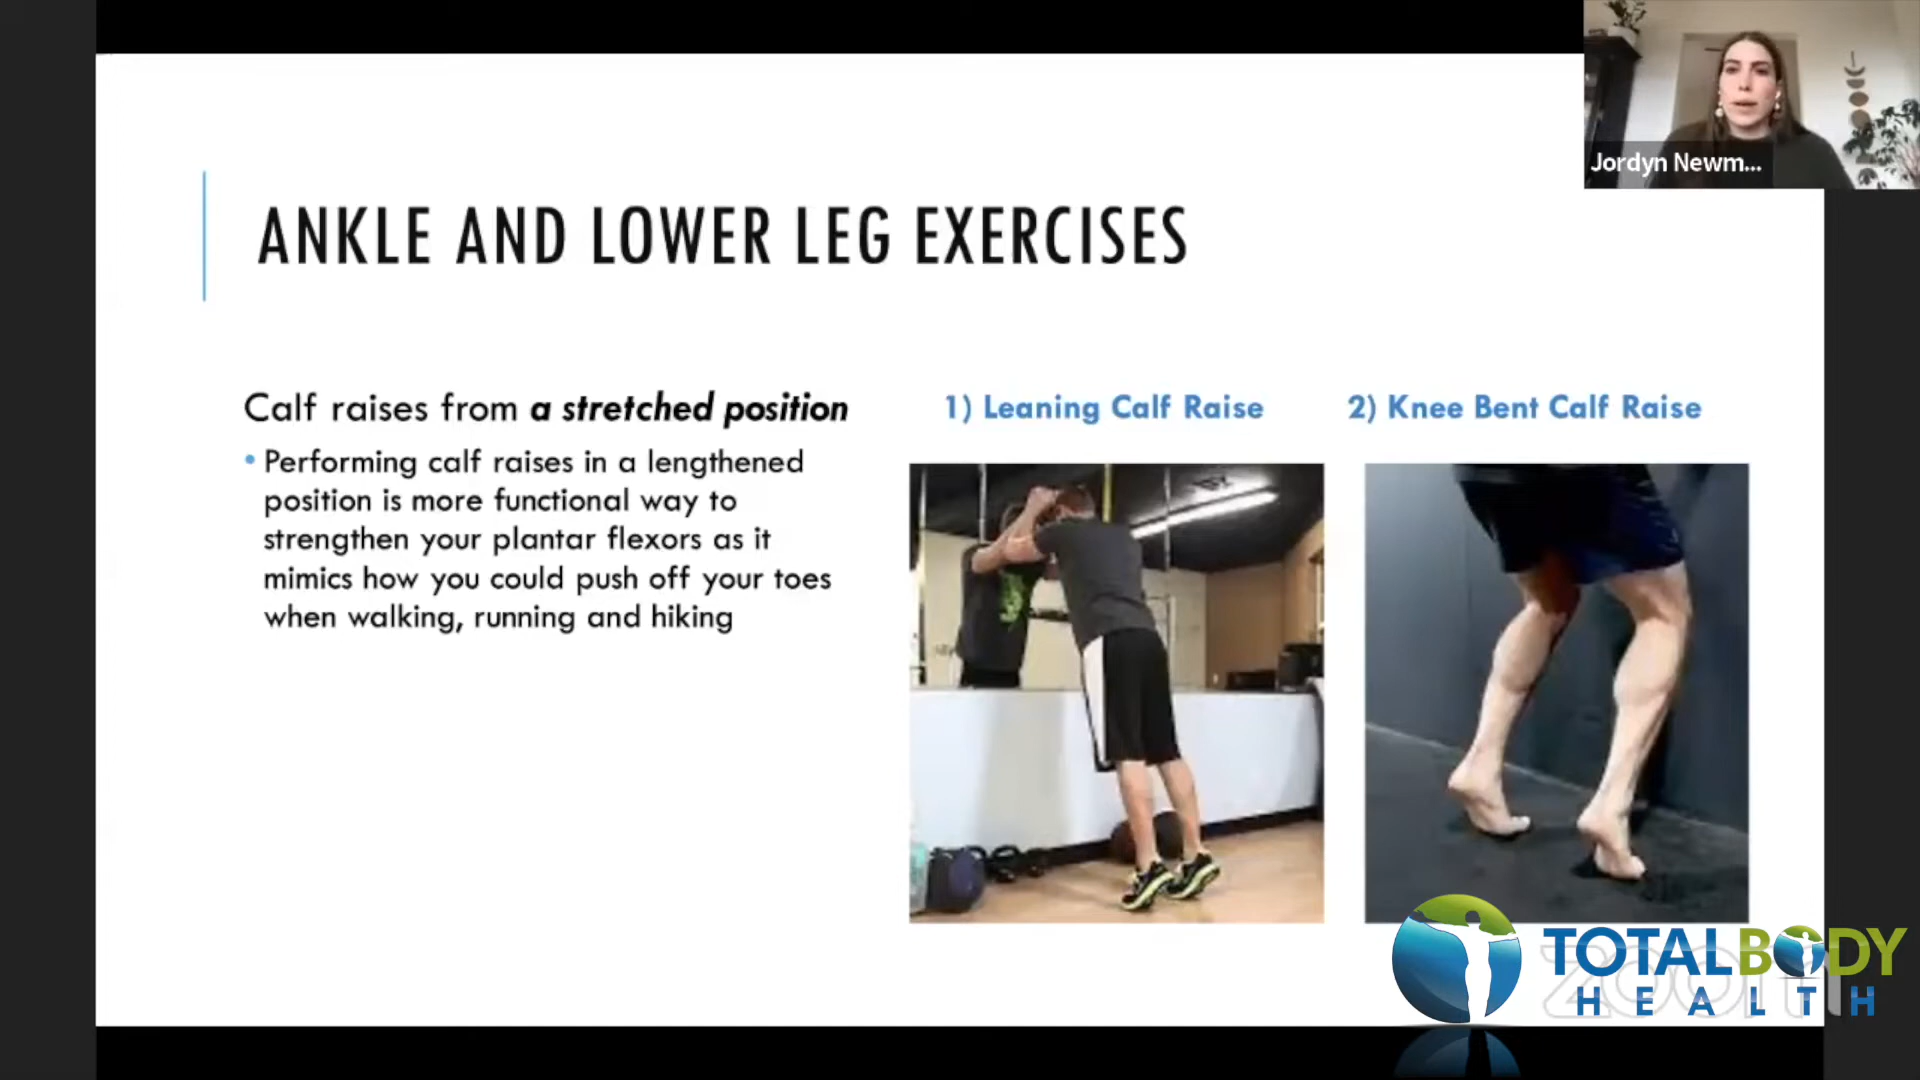 Jordyn Newm...
ANKLE AND LOWER LEG EXERCISES
Calf raises from a stretched position
• Performing calf raises in a lengthened
position is more functional way to
strengthen your plantar flexors as it
mimics how you could push off your toes
when walking, running and hiking
1) Leaning Calf Raise
2) Knee Bent Calf Raise
TOTALBODY
HEALTH
zoom